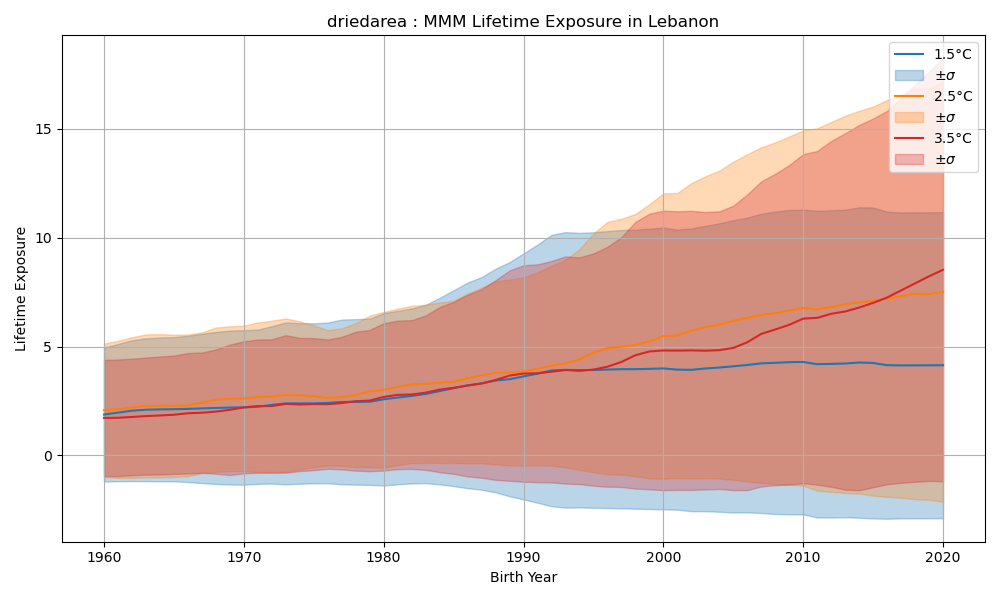 driedarea : MMM Lifetime Exposure in Lebanon
1.5°C
±σ
2.5°C
±σ
3.5°C
±σ
15
10
5
0
Lifetime Exposure
1960 1970 1980 1990 2000 2010 2020
Birth Year